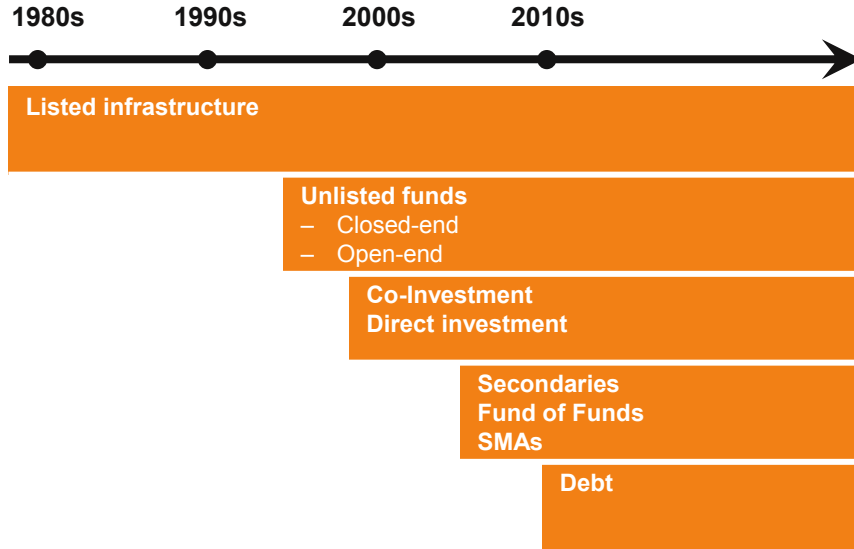 1980s 1990s 2000s 2010s
Listed infrastructure
Unlisted funds
– Closed-end
– Open-end
Co-Investment
Direct investment
Secondaries
Fund of Funds
SMAs
Debt